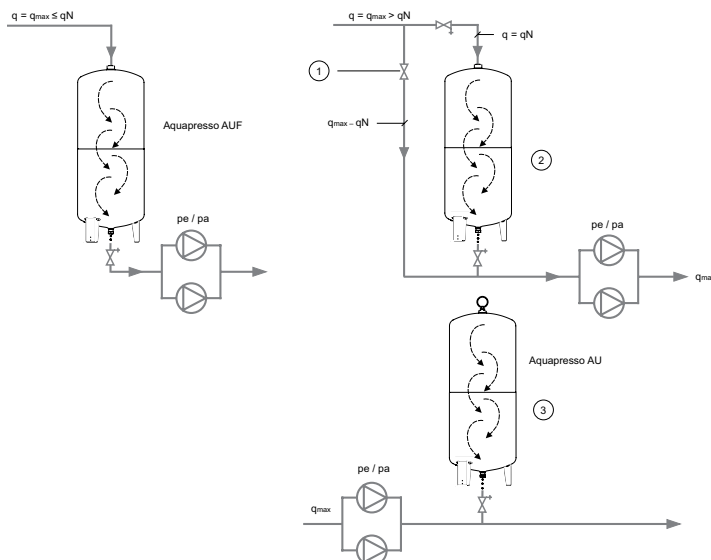 q = qmax ≤ qN
Aquapresso AUF
pe / pa
q = qmax > qN
q = qN
1
qmax – qN
2
pe / pa
qma
Aquapresso AU
3
pe / pa
qmax